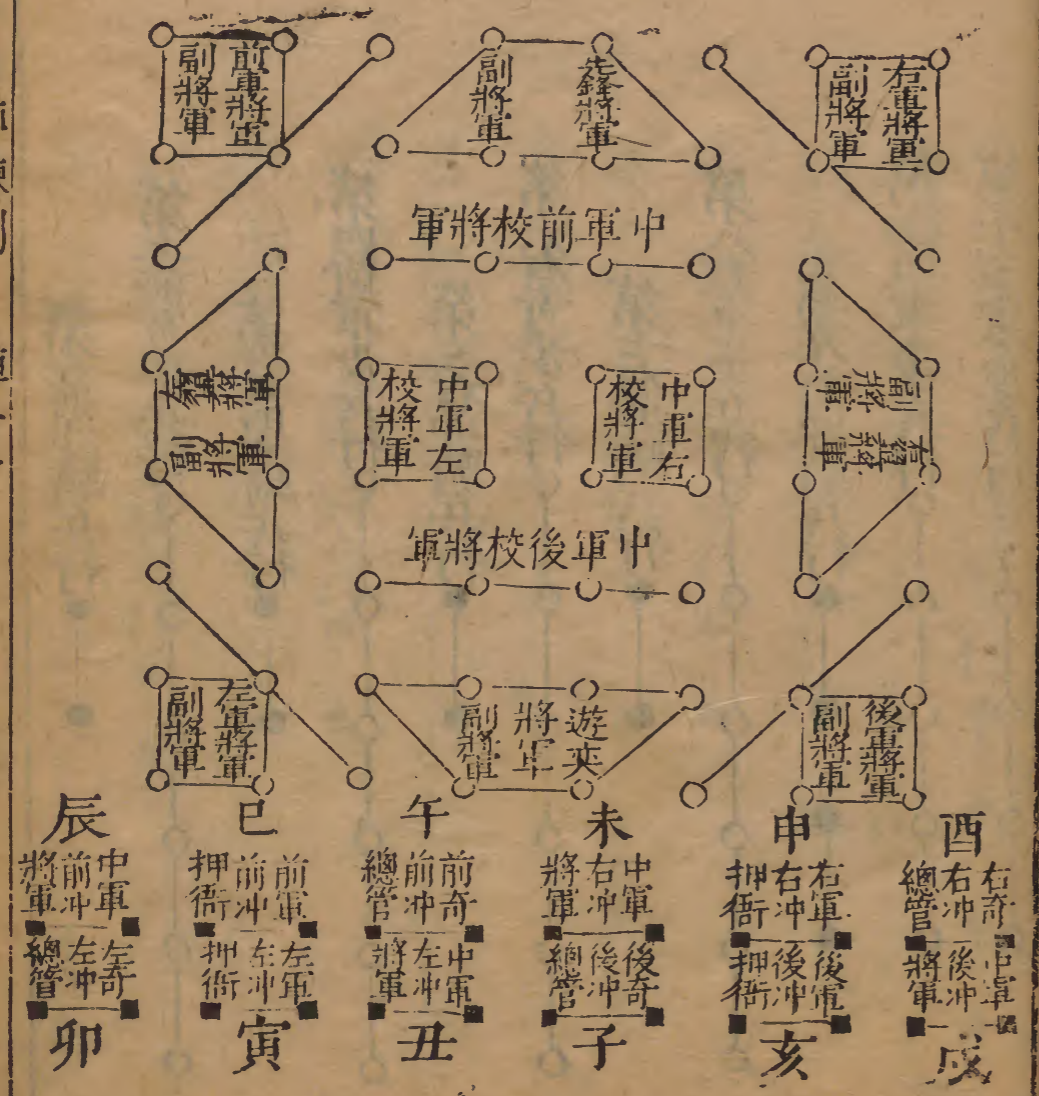 右軍將軍
副將軍
先鋒將軍
副將軍
前軍將軍
副將軍
中軍前校將軍
副將軍
右翼將軍
中軍右
校將軍
中軍左
校將軍
左翼將軍
副將軍
中軍後校將軍
後軍將軍
副將軍
遊奕
將軍
副將軍
左軍將軍
副將軍
酉
右奇
右冲
總管
申
右軍
右冲
押衙
未
中軍
右冲
將軍
午
前奇
前冲
總管
巳
前軍
前冲
押衙
辰
中軍
前冲
將軍
中軍
後冲
將軍
戌
後軍
後冲
押衙
亥
後奇
後冲
總管
子
中軍
左冲
將軍
丑
左軍
左冲
押衙
寅
左奇
左冲
總管
卯